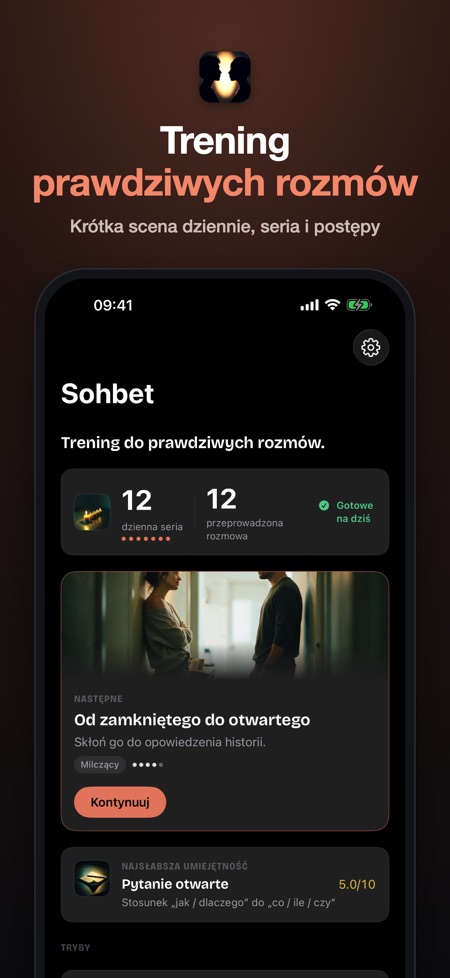 Trening
prawdziwych rozmów
Krótka scena dziennie, seria i postępy
09:41
Sohbet
Trening do prawdziwych rozmów.
12
dzienna seria
12
przeprowadzona
rozmowa
Gotowe
na dziś
NASTĘPNE
Od zamkniętego do otwartego
Skłoń go do opowiedzenia historii.
Milczący
Kontynuuj
NAJSŁABSZA UMIEJĘTNOŚĆ
Pytanie otwarte
5.0/10
Stosunek „jak / dlaczego” do „co / ile / czy”
TRYBY